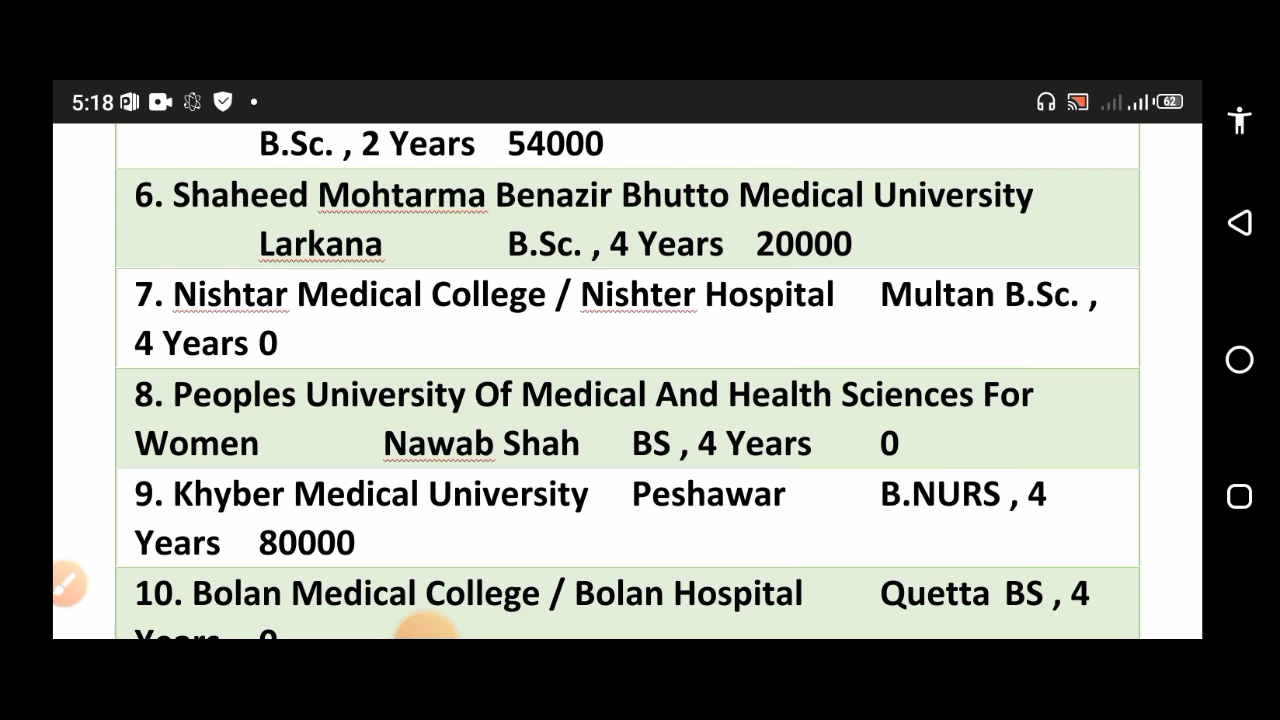 5:18 62
B.Sc. , 2 Years 54000
6. Shaheed Mohtarma Benazir Bhutto Medical University
Larkana B.Sc. , 4 Years 20000
7. Nishtar Medical College / Nishter Hospital Multan B.Sc. ,
4 Years 0
8. Peoples University Of Medical And Health Sciences For
Women Nawab Shah BS , 4 Years 0
9. Khyber Medical University Peshawar B.NURS , 4
Years 80000
10. Bolan Medical College / Bolan Hospital Quetta BS , 4
Years 0